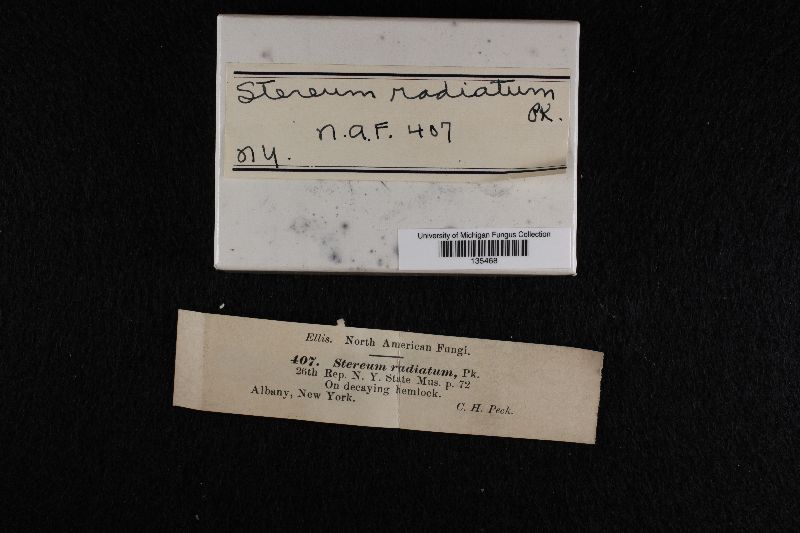 Stereum radiatum
PK.
N.A.F. 407
NY.
University of Michigan Fungus Collection
135468
Ellis. North American Fungi.
407. Stereum radiatum, Pk.
26th Rep. N. Y. State Mus. p. 72
On decaying hemlock.
Albany, New York.
C. H. Peck.